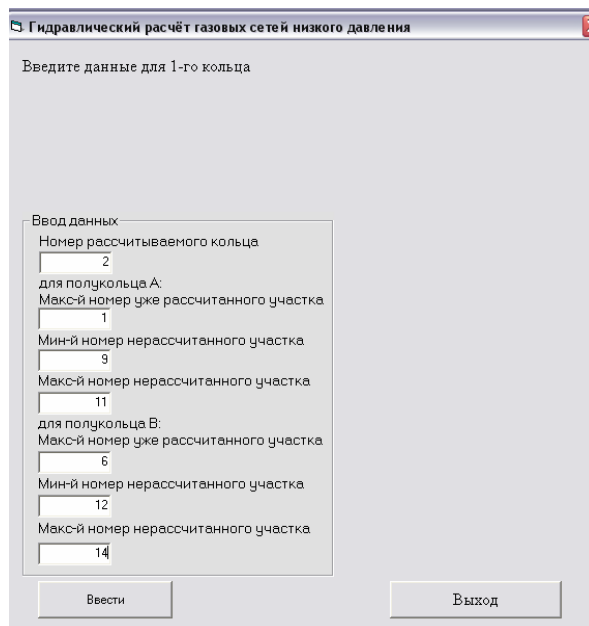 Гидравлический расчёт газовых сетей низкого давления
Введите данные для 1-го кольца
Ввод данных
Номер рассчитываемого кольца
2
для полукольца А:
Макс-й номер уже рассчитанного участка
1
Мин-й номер нерассчитанного участка
9
Макс-й номер нерассчитанного участка
11
для полукольца В:
Макс-й номер уже рассчитанного участка
6
Мин-й номер нерассчитанного участка
12
Макс-й номер нерассчитанного участка
14
Ввести
Выход